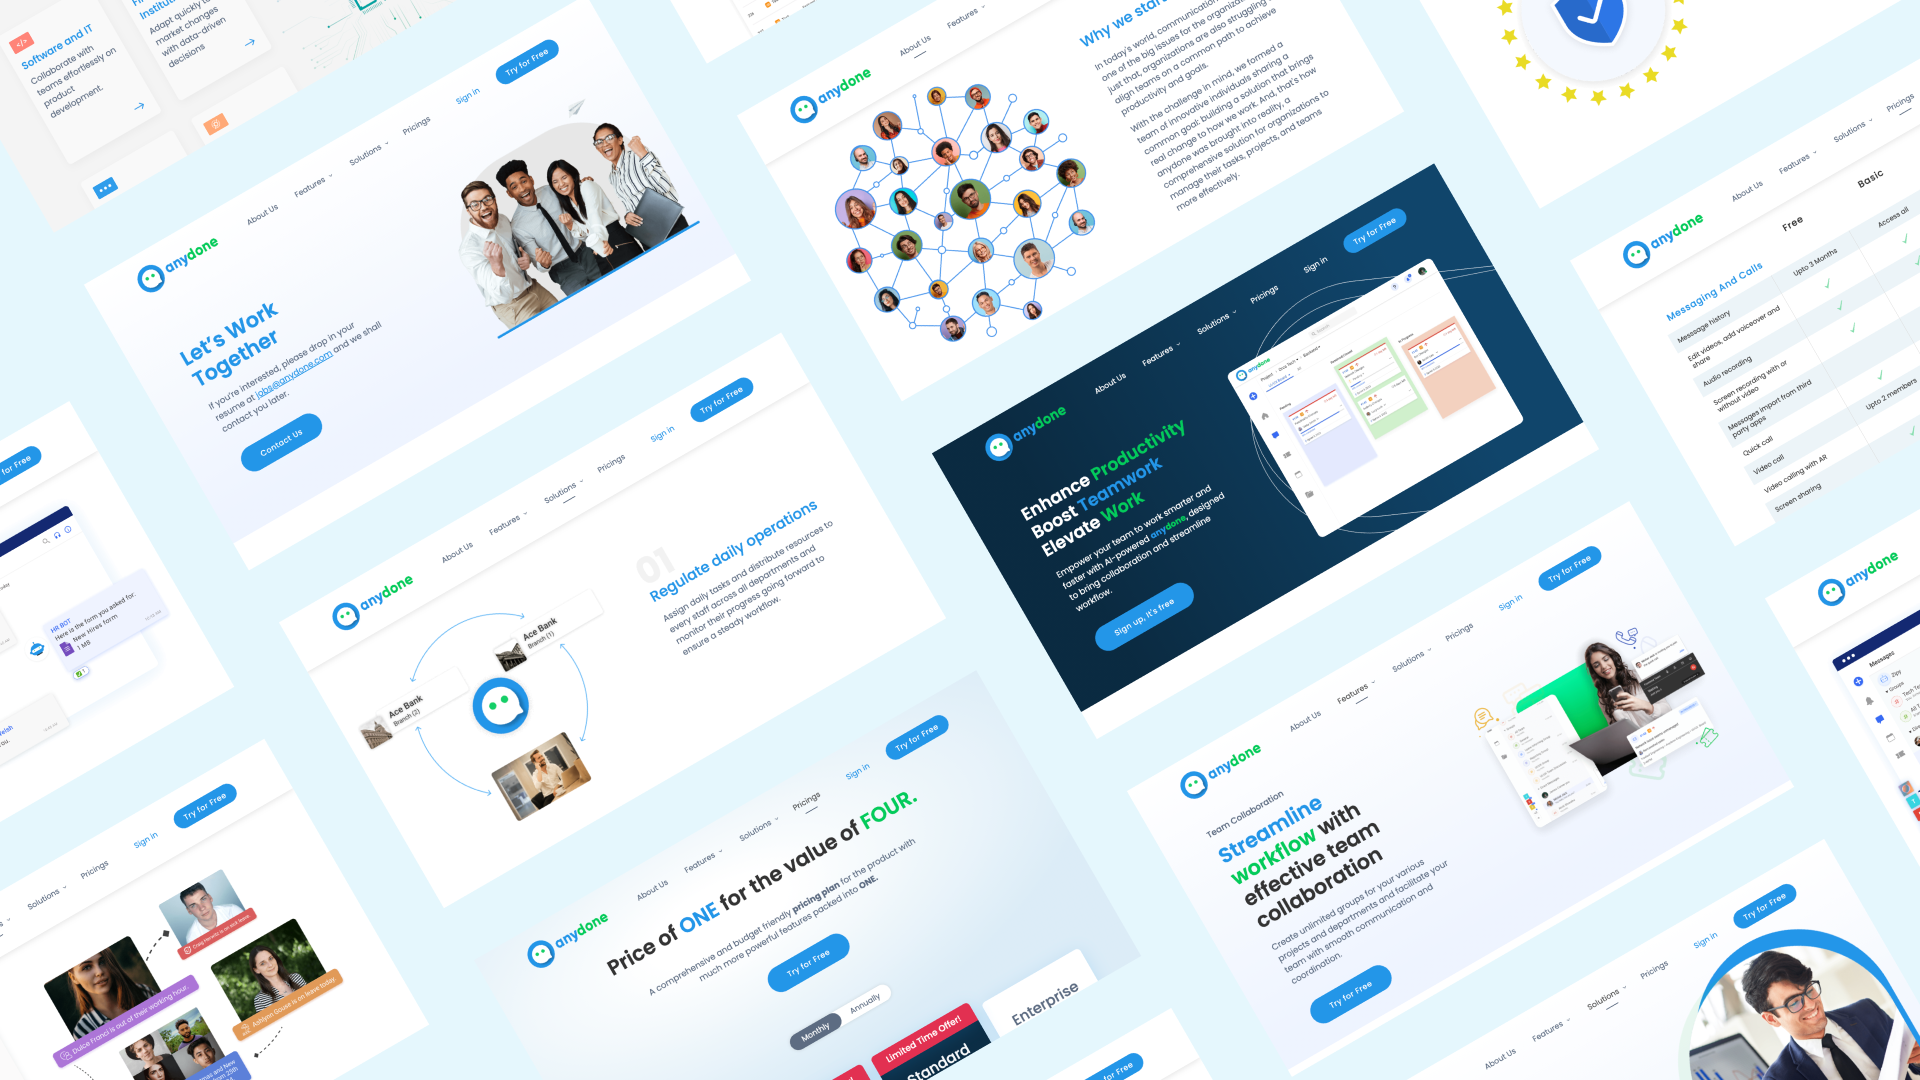 Software and IT
Collaborate with
teams effortlessly on
product
development.
Adapt quickly to
market changes
with data-driven
decisions
anydone
About Us
Features
Solutions
Pricings
Sign in
Try for Free
Let's Work
Together
If you're interested, please drop in your
resume at jobs@anydone.com and we shall
contact you later.
Contact Us
anydone
About Us
Features
Why we start
In today's world, communication
one of the big issues for the organizat
just that, organizations are also struggling
align teams on a common path to achieve
productivity and goals.
With the challenge in mind, we formed a
team of innovative individuals sharing a
common goal: building a solution that brings
real change to how we work. And, that's how
anydone was brought into reality, a
comprehensive solution for organizations to
manage their tasks, projects, and teams
more effectively.
anydone
About Us
Features
Solutions
Pricings
Sign in
Try for Free
Enhance Productivity
Boost Teamwork
Elevate Work
Empower your team to work smarter and
faster with AI-powered anydone, designed
to bring collaboration and streamline
workflow.
Sign up, it's free
anydone
About Us
Features
Solutions
Pricings
Free
Basic
Messaging And Calls
Upto 3 Months
Access all
Messsage history
Edit videos, add voiceover and
share
Audio recording
Screen recording with or
without video
Messages import from third
party apps
Quick call
Upto 2 members
Video call
Video calling with AR
Screen sharing
anydone
About Us
Features
Solutions
Pricings
Sign in
Try for Free
01
Regulate daily operations
Assign daily tasks and distribute resources to
every staff across all departments and
monitor their progress going forward to
ensure a steady workflow.
Ace Bank
Branch (1)
Ace Bank
Branch (2)
for Free
HR BOT
Here is the form you asked for.
New Hires form
1 MB
Solutions
Pricings
Sign in
Try for Free
Craig Horwitz is on sick leave.
Dulce Franci is out of their working hour.
Ashlynn Gouse is on leave today.
anydone
About Us
Features
Solutions
Pricings
Sign in
Try for Free
Price of ONE for the value of FOUR.
A comprehensive and budget friendly pricing plan for the product with
much more powerful features packed into ONE.
Try for Free
Monthly
Annually
Limited Time Offer!
Standard
Enterprise
anydone
About Us
Features
Solutions
Pricings
Sign in
Try for Free
Team Collaboration
Streamline
workflow with
effective team
collaboration
Create unlimited groups for your various
projects and departments and facilitate your
team with smooth communication and
coordination.
Try for Free
anydone
Messages
Groups
About Us
Features
Solutions
Pricings
Sign in
Try for Free
for Free